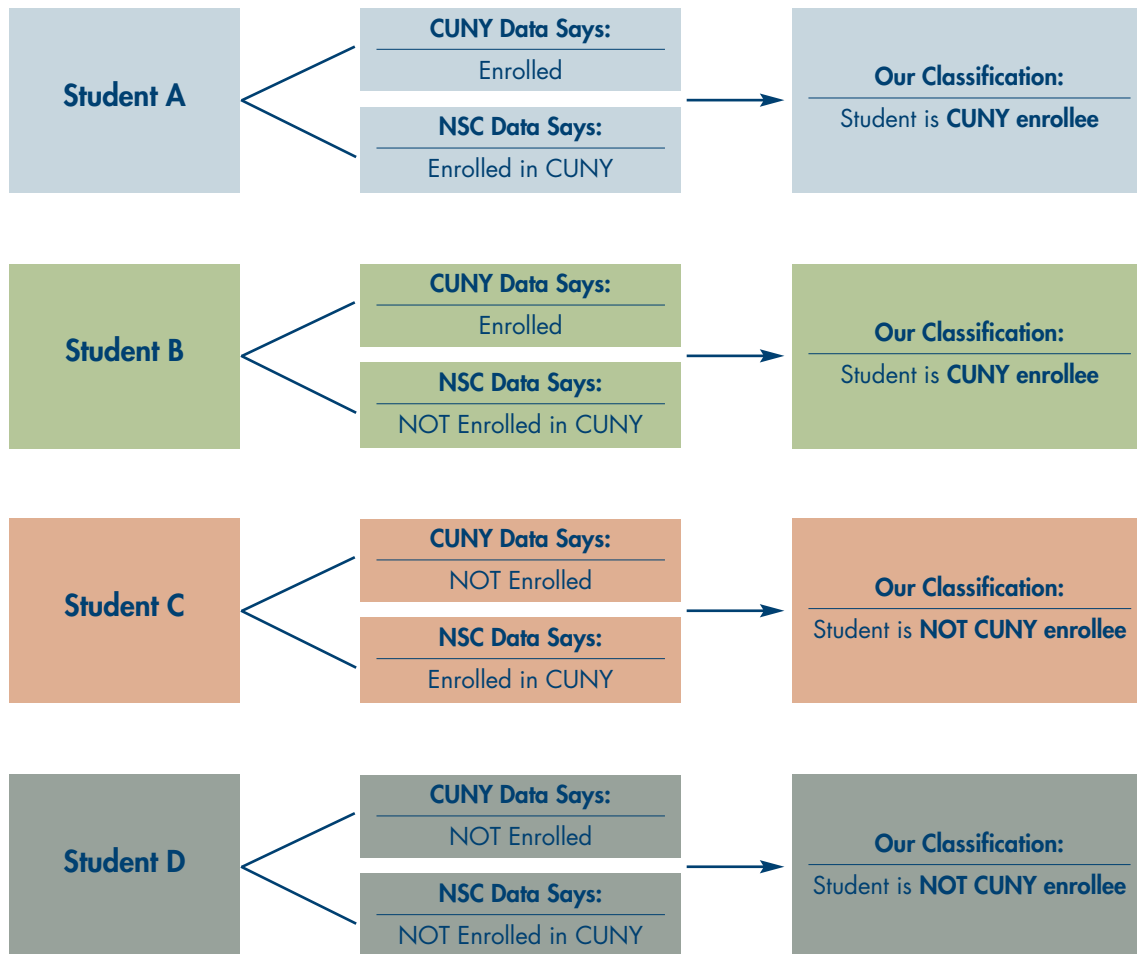 Student A
CUNY Data Says:
Enrolled
NSC Data Says:
Enrolled in CUNY
Our Classification:
Student is CUNY enrollee
Student B
CUNY Data Says:
Enrolled
NSC Data Says:
NOT Enrolled in CUNY
Our Classification:
Student is CUNY enrollee
Student C
CUNY Data Says:
NOT Enrolled
NSC Data Says:
Enrolled in CUNY
Our Classification:
Student is NOT CUNY enrollee
Student D
CUNY Data Says:
NOT Enrolled
NSC Data Says:
NOT Enrolled in CUNY
Our Classification:
Student is NOT CUNY enrollee